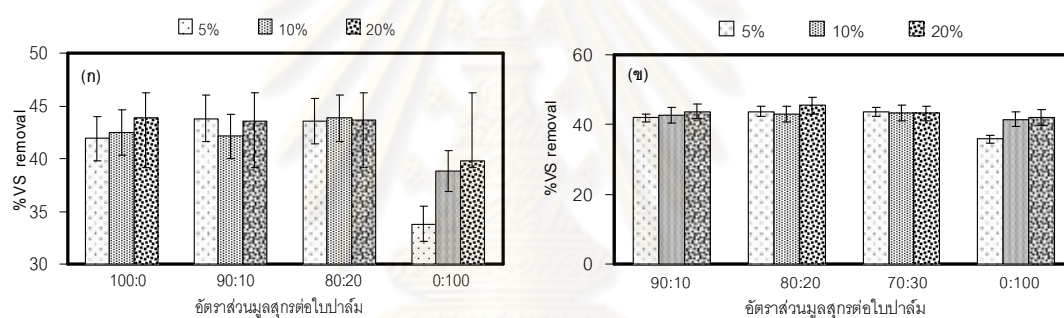 5% 10% 20%
50
45
40
35
30
%VS removal
(ก)
100:0 90:10 80:20 0:100
อัตราส่วนมูลสุกรต่อใบปาล์ม
5% 10% 20%
60
40
20
0
%VS removal
(ข)
90:10 80:20 70:30 0:100
อัตราส่วนมูลสุกรต่อใบปาล์ม